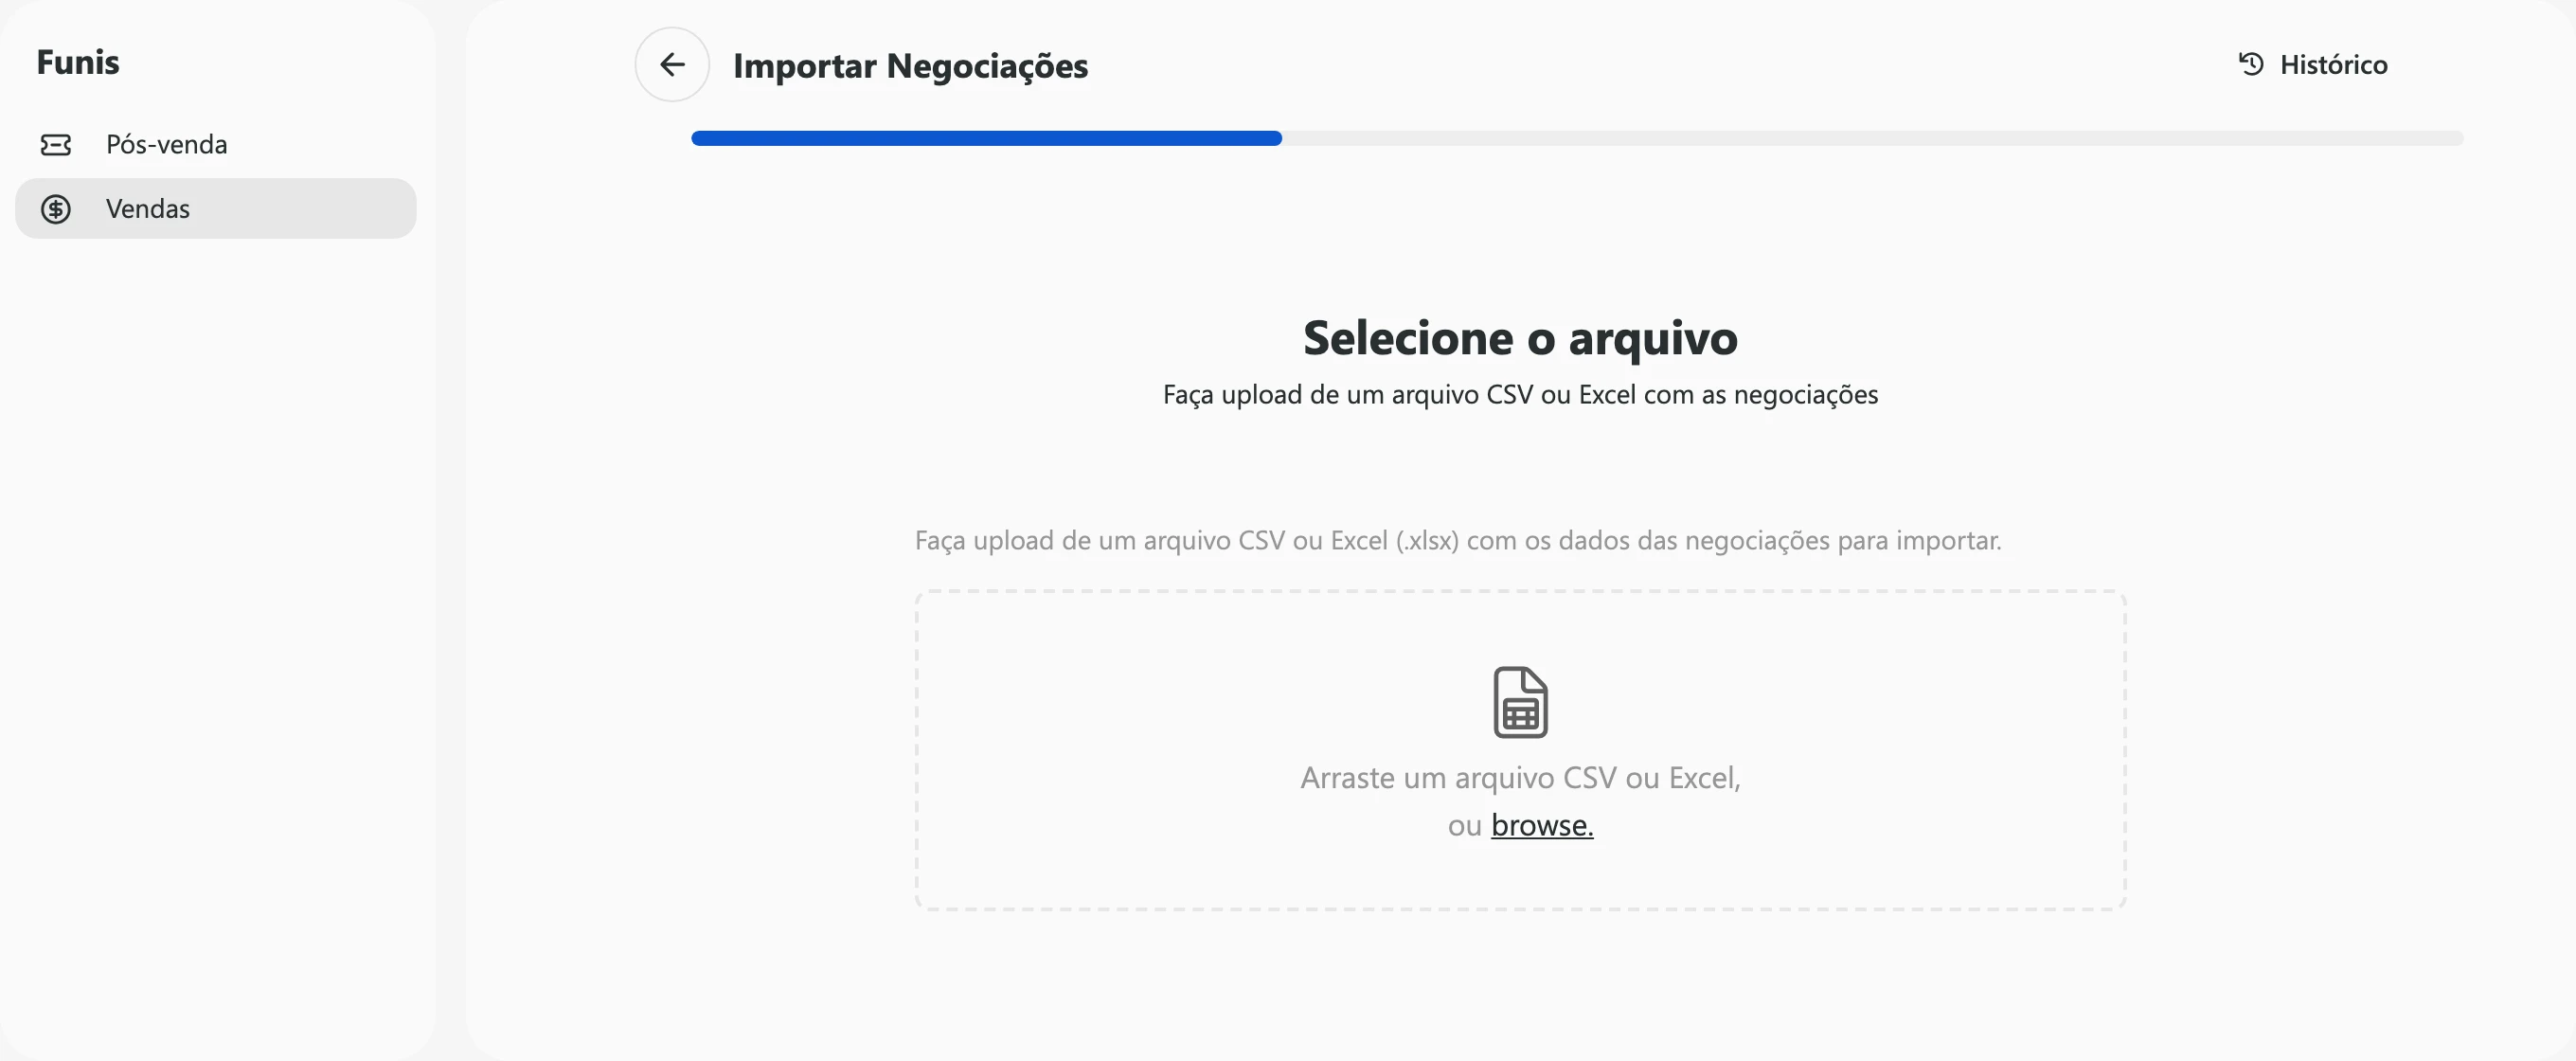 Funis
Pós-venda
Vendas
Importar Negociações
Histórico
Selecione o arquivo
Faça upload de um arquivo CSV ou Excel com as negociações
Faça upload de um arquivo CSV ou Excel (.xlsx) com os dados das negociações para importar.
Arraste um arquivo CSV ou Excel,
ou browse.